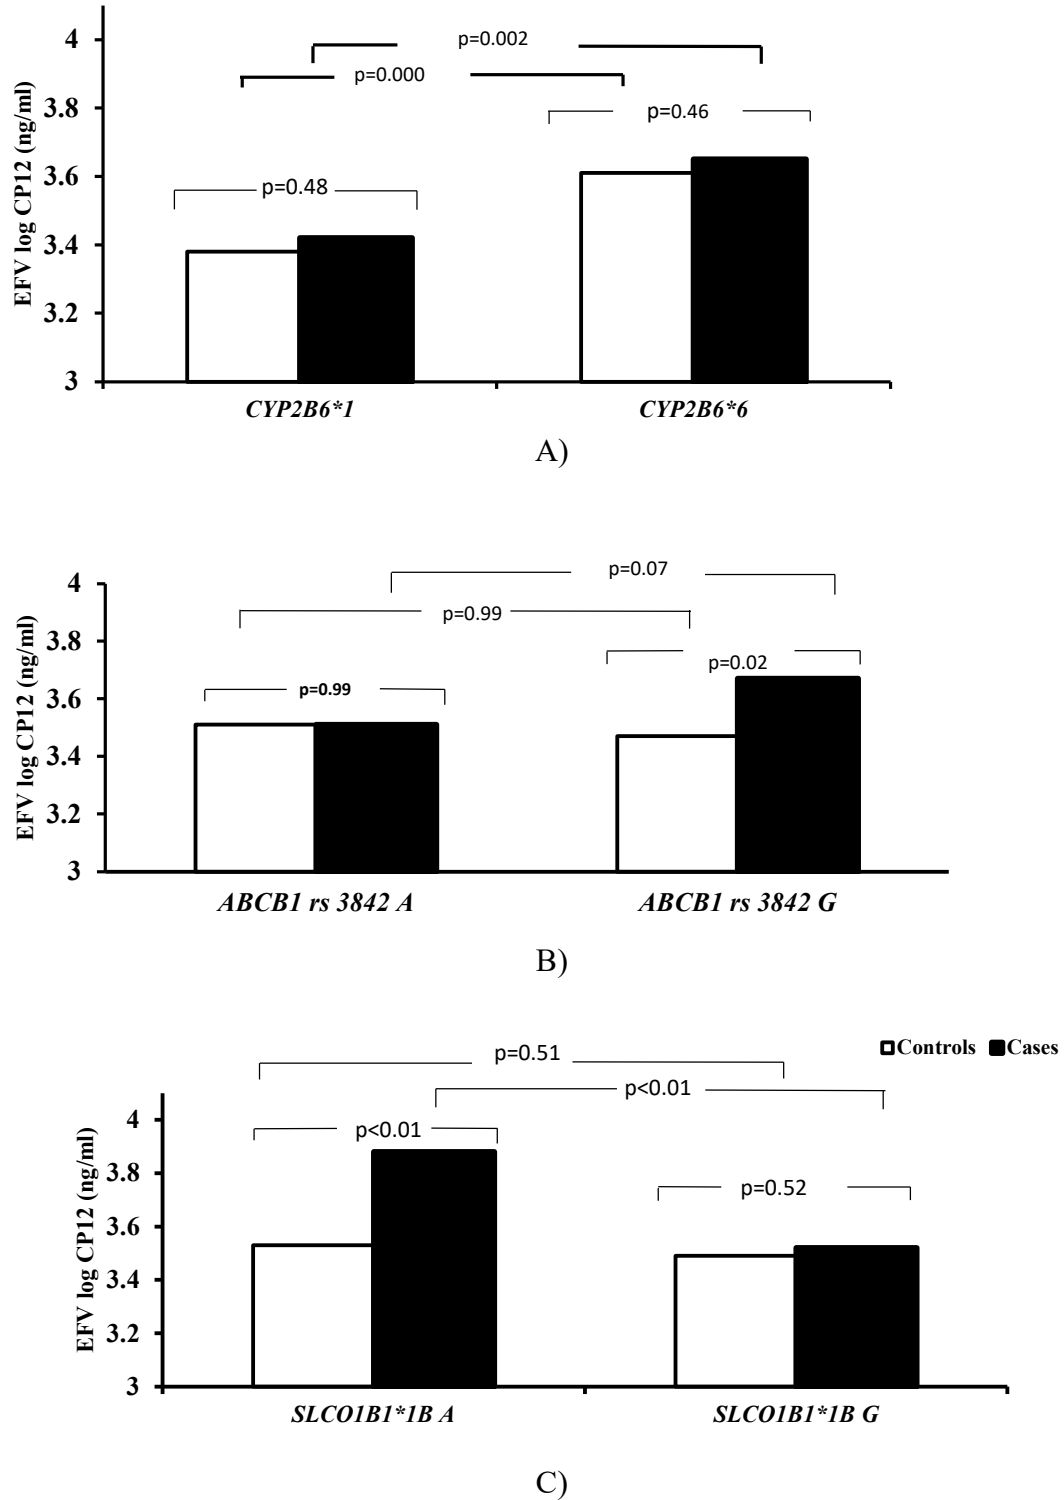 4
p=0.002
p=0.000
3.8
p=0.46
3.6
p=0.48
3.4
3.2
3
EFV log CP12 (ng/ml)
CYP2B6*1 CYP2B6*6
A)
4
p=0.07
p=0.99
3.8
p=0.02
p=0.99
3.6
3.4
3.2
3
EFV log CP12 (ng/ml)
ABCB1 rs 3842 A ABCB1 rs 3842 G
B)
Controls Cases
p=0.51
p<0.01
4
p<0.01
3.8
p=0.52
3.6
3.4
3.2
3
EFV log CP12 (ng/ml)
SLCO1B1*1B A SLCO1B1*1B G
C)